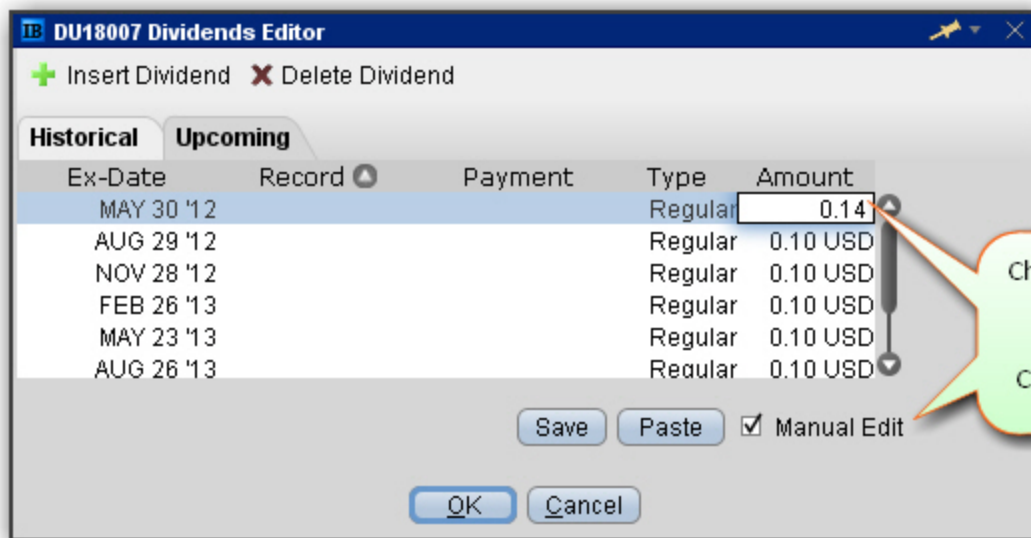 IB DU18007 Dividends Editor
Insert Dividend Delete Dividend
Historical Upcoming
Ex-Date Record Payment Type Amount
MAY 30 '12 Regular 0.14
AUG 29 '12 Regular 0.10 USD
NOV 28 '12 Regular 0.10 USD
FEB 26 '13 Regular 0.10 USD
MAY 23 '13 Regular 0.10 USD
AUG 26 '13 Regular 0.10 USD
Save Paste Manual Edit
OK Cancel